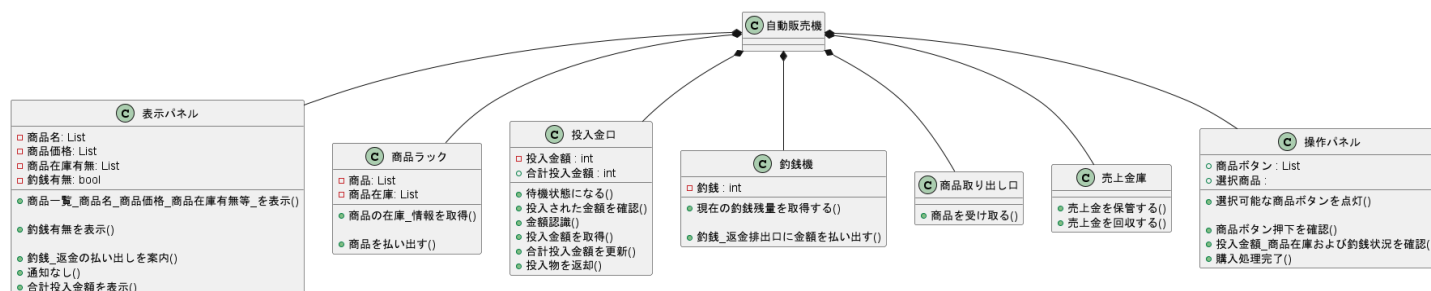 C 自動販売機
C 表示パネル
商品名: List
商品価格: List
商品在庫有無: List
釣銭有無: bool
商品一覧_商品名_商品価格_商品在庫有無等_を表示()
釣銭有無を表示()
釣銭_返金の払い出しを案内()
通知なし()
合計投入金額を表示()
C 商品ラック
商品: List
商品在庫: List
商品の在庫_情報を取得()
商品を払い出す()
C 投入金口
投入金額 : int
合計投入金額 : int
待機状態になる()
投入された金額を確認()
金額認識()
投入金額を取得()
合計投入金額を更新()
投入物を返却()
C 釣銭機
釣銭 : int
現在の釣銭残量を取得する()
釣銭_返金排出口に金額を払い出す()
C 商品取り出し口
商品を受け取る()
C 売上金庫
売上金を保管する()
売上金を回収する()
C 操作パネル
商品ボタン : List
選択商品 :
選択可能な商品ボタンを点灯()
商品ボタン押下を確認()
投入金額_商品在庫および釣銭状況を確認()
購入処理完了()